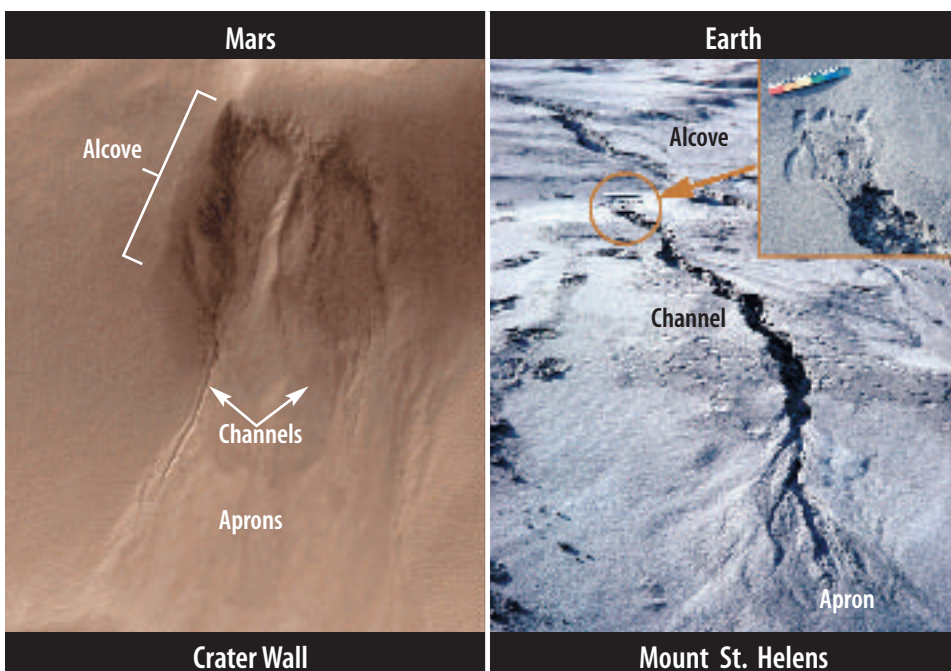 Mars
Alcove
Channels
Aprons
Crater Wall
Earth
Alcove
Channel
Apron
Mount St. Helens